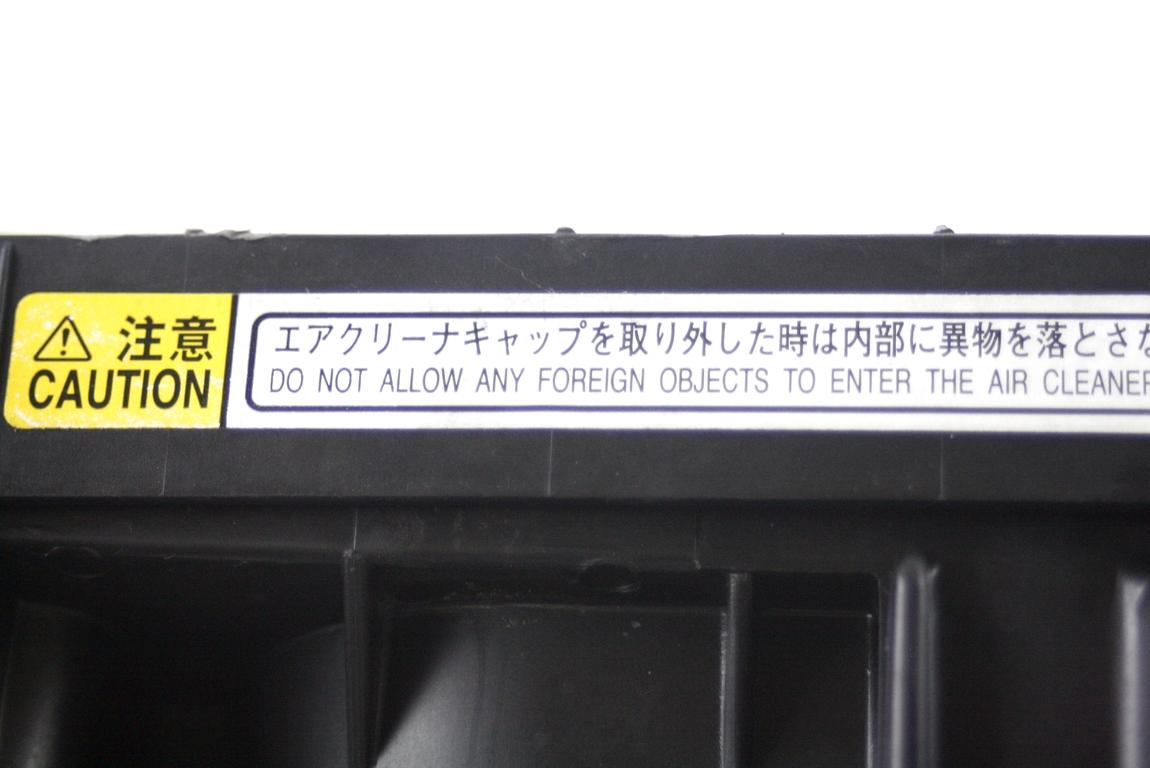 注意
CAUTION
エアクリーナキャップを取り外した時は内部に異物を落とさな
DO NOT ALLOW ANY FOREIGN OBJECTS TO ENTER THE AIR CLEANER